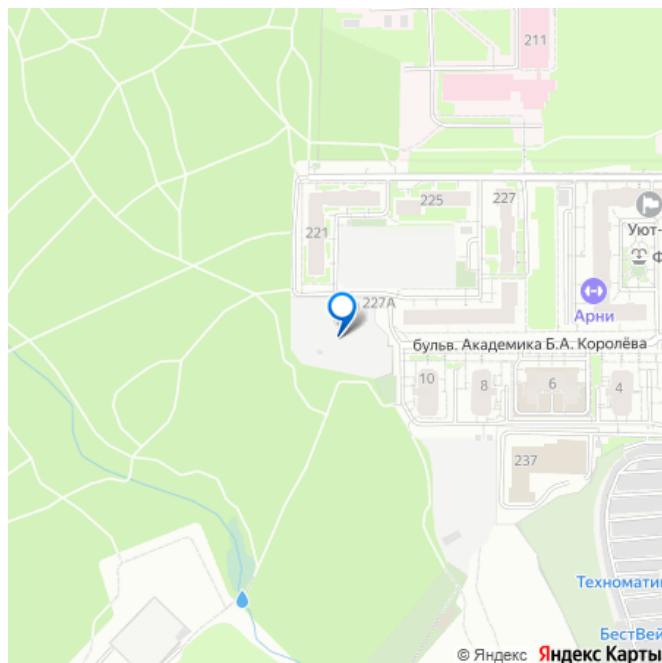 211
225
227
221
Уют-
Ф
227А
Арни
бульв. Академика Б.А. Королёва
10
8
6
4
237
Техномати
БестВей
© Яндекс Яндекс Карты